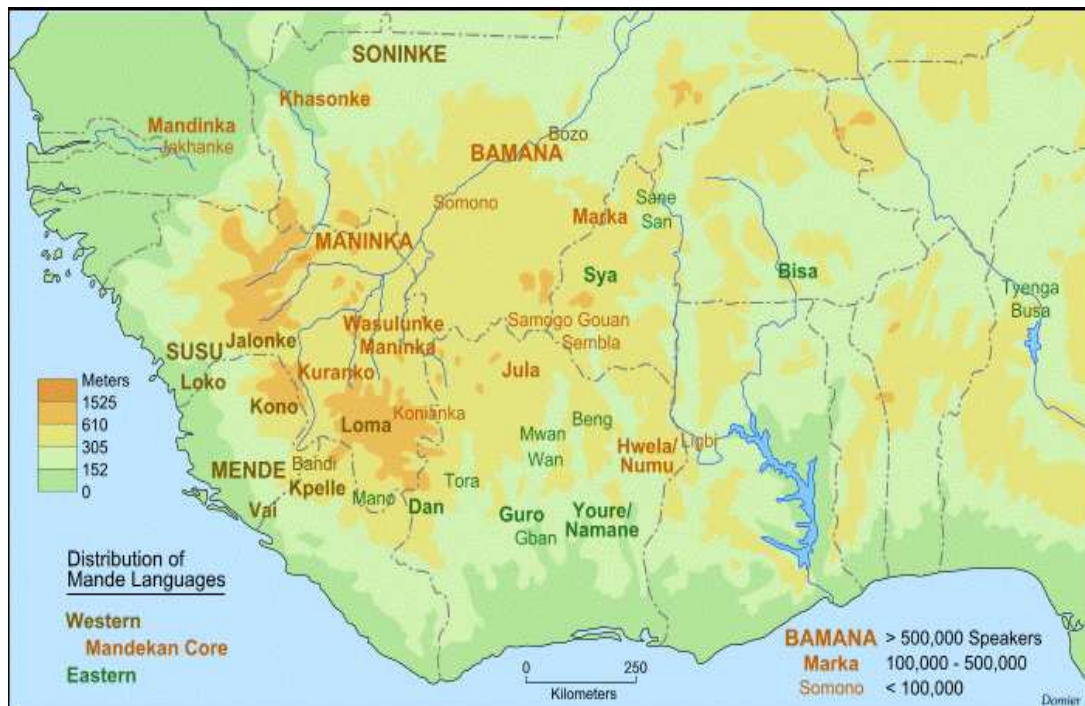 SONINKE
Khasonke
Mandinka
Jakhanke
Bozo
BAMANA
Somono
Sane
San
Marka
MANINKA
Sya
Bisa
Tyenga
Busa
Wasulunke
Maninka
Samogo Gouan
Sembla
Jalonke
SUSU
Loko
Kuranko
Jula
Kono
Loma
Konianka
Beng
Mwan
Wan
Hwela/
Numu
Ligbi
MENDE
Bandi
Kpelle
Mano
Tora
Dan
Vai
Guro
Gban
Youre/
Namane
Meters
1525
610
305
152
0
Distribution of
Mande Languages
Western
Mandekan Core
Eastern
0 250
Kilometers
BAMANA > 500,000 Speakers
Marka 100,000 - 500,000
Somono < 100,000
Domier